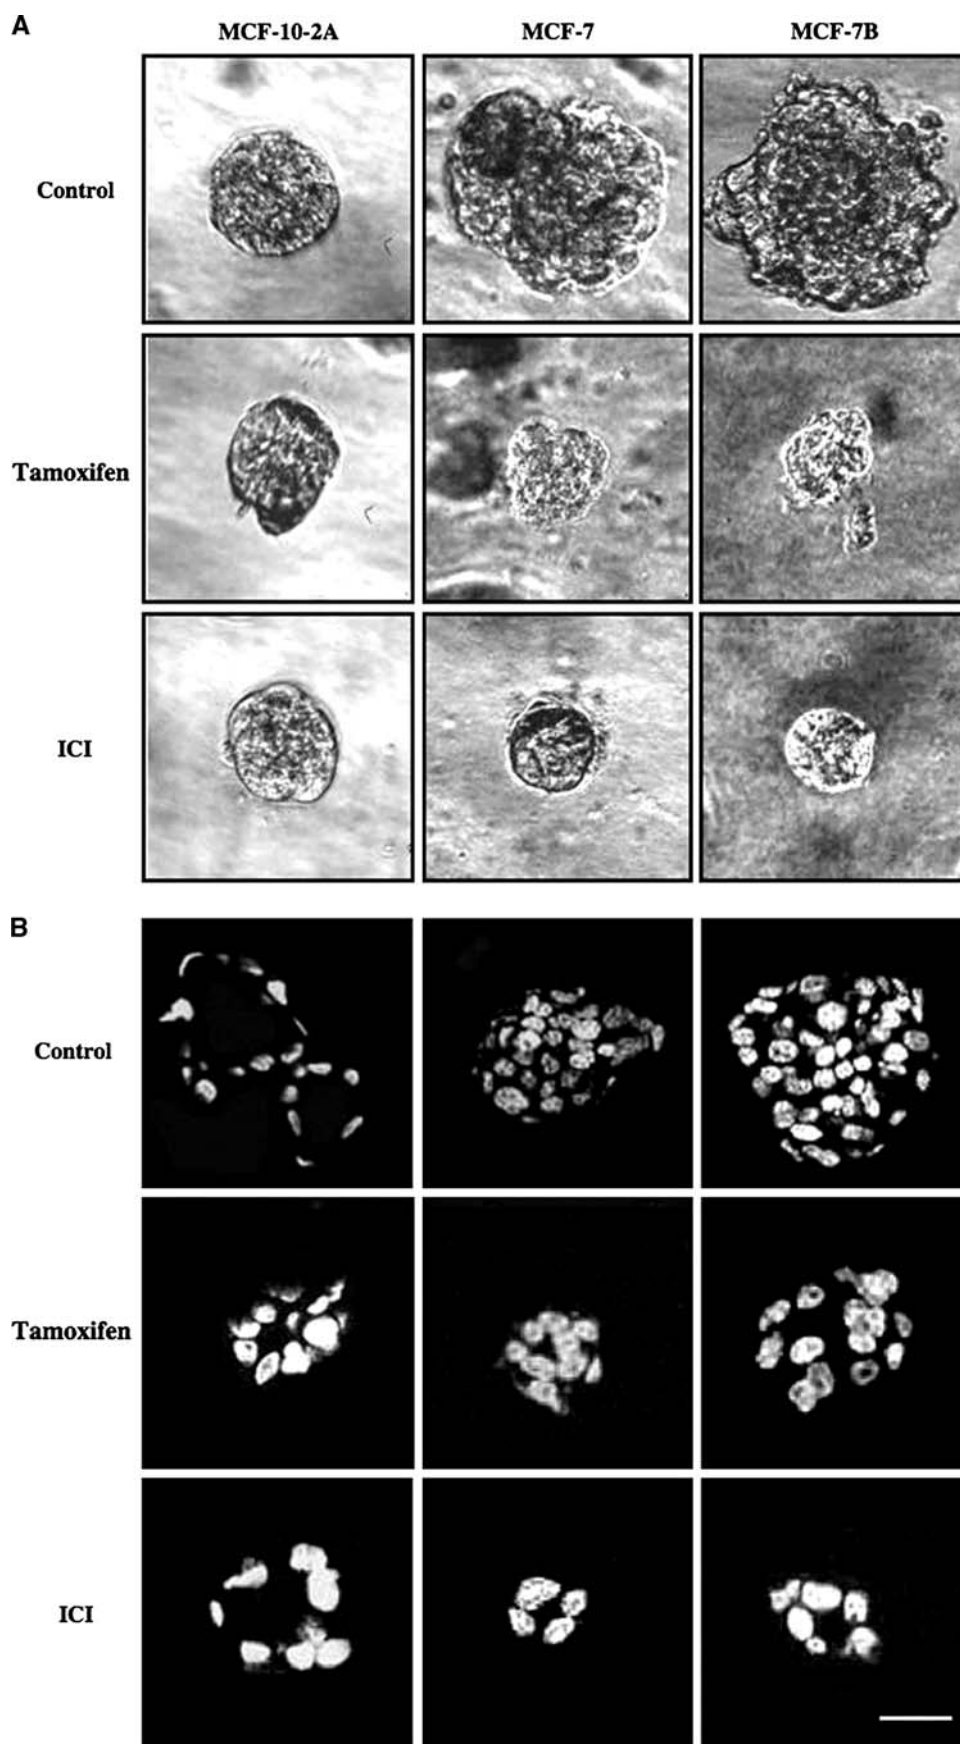 A
MCF-10-2A MCF-7 MCF-7B
Control
Tamoxifen
ICI
B
Control
Tamoxifen
ICI